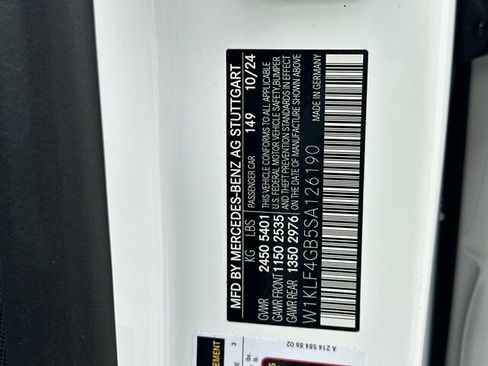 MFD BY MERCEDES-BENZ AG STUTTGART
PASSENGER CAR 149 10/24
KG LBS
GVWR 2450 5401
GAWR FRONT 1150 2535
GAWR REAR 1350 2976
THIS VEHICLE CONFORMS TO ALL APPLICABLE
U.S. FEDERAL MOTOR VEHICLE SAFETY, BUMPER
AND THEFT PREVENTION STANDARDS IN EFFECT
ON THE DATE OF MANUFACTURE SHOWN ABOVE
MADE IN GERMANY
W1KLF4GB5SA126190
A 214 584 86 02